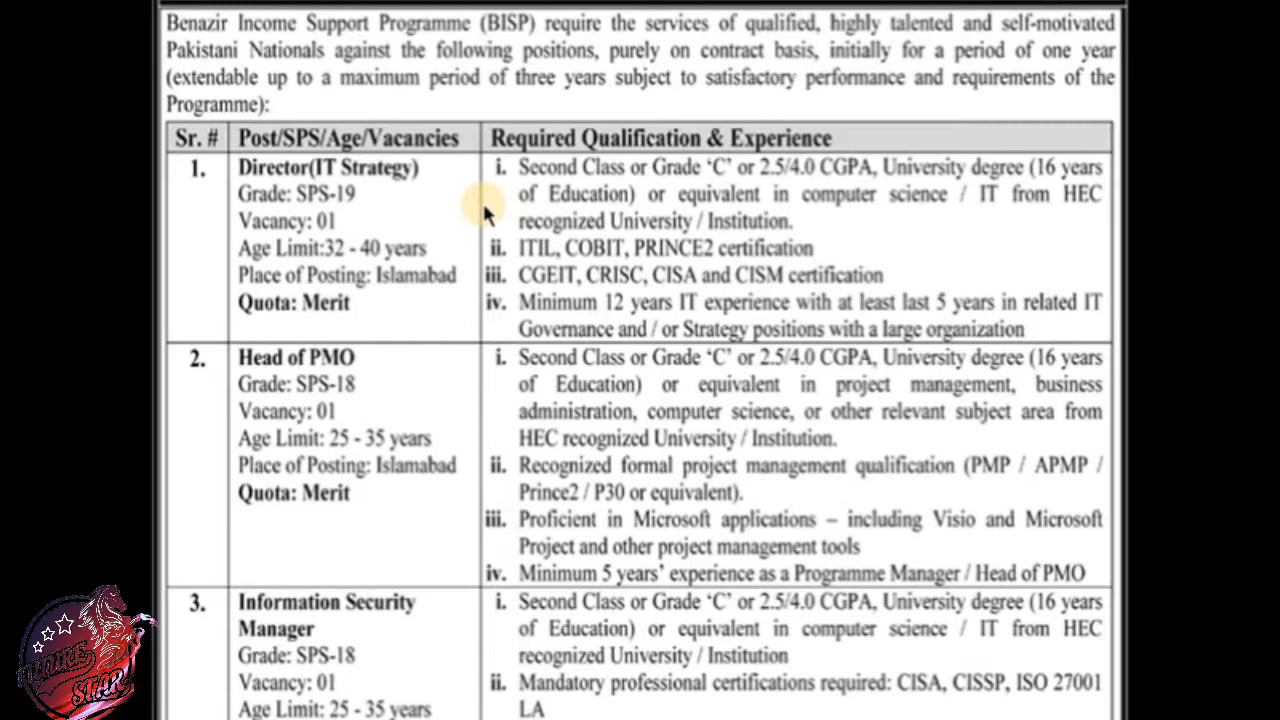 Benazir Income Support Programme (BISP) require the services of qualified, highly talented and self-motivated
Pakistani Nationals against the following positions, purely on contract basis, initially for a period of one year
(extendable up to a maximum period of three years subject to satisfactory performance and requirements of the
Programme):
Sr. # Post/SPS/Age/Vacancies Required Qualification & Experience
1. Director(IT Strategy)
Grade: SPS-19
Vacancy: 01
Age Limit:32 - 40 years
Place of Posting: Islamabad
Quota: Merit
i. Second Class or Grade ‘C’ or 2.5/4.0 CGPA, University degree (16 years
of Education) or equivalent in computer science / IT from HEC
recognized University / Institution.
ii. ITIL, COBIT, PRINCE2 certification
iii. CGEIT, CRISC, CISA and CISM certification
iv. Minimum 12 years IT experience with at least last 5 years in related IT
Governance and / or Strategy positions with a large organization
2. Head of PMO
Grade: SPS-18
Vacancy: 01
Age Limit: 25 - 35 years
Place of Posting: Islamabad
Quota: Merit
i. Second Class or Grade ‘C’ or 2.5/4.0 CGPA, University degree (16 years
of Education) or equivalent in project management, business
administration, computer science, or other relevant subject area from
HEC recognized University / Institution.
ii. Recognized formal project management qualification (PMP / APMP /
Prince2 / P30 or equivalent).
iii. Proficient in Microsoft applications – including Visio and Microsoft
Project and other project management tools
iv. Minimum 5 years’ experience as a Programme Manager / Head of PMO
3. Information Security
Manager
Grade: SPS-18
Vacancy: 01
Age Limit: 25 - 35 years
i. Second Class or Grade ‘C’ or 2.5/4.0 CGPA, University degree (16 years
of Education) or equivalent in computer science / IT from HEC
recognized University / Institution
ii. Mandatory professional certifications required: CISA, CISSP, ISO 27001
LA
STAR